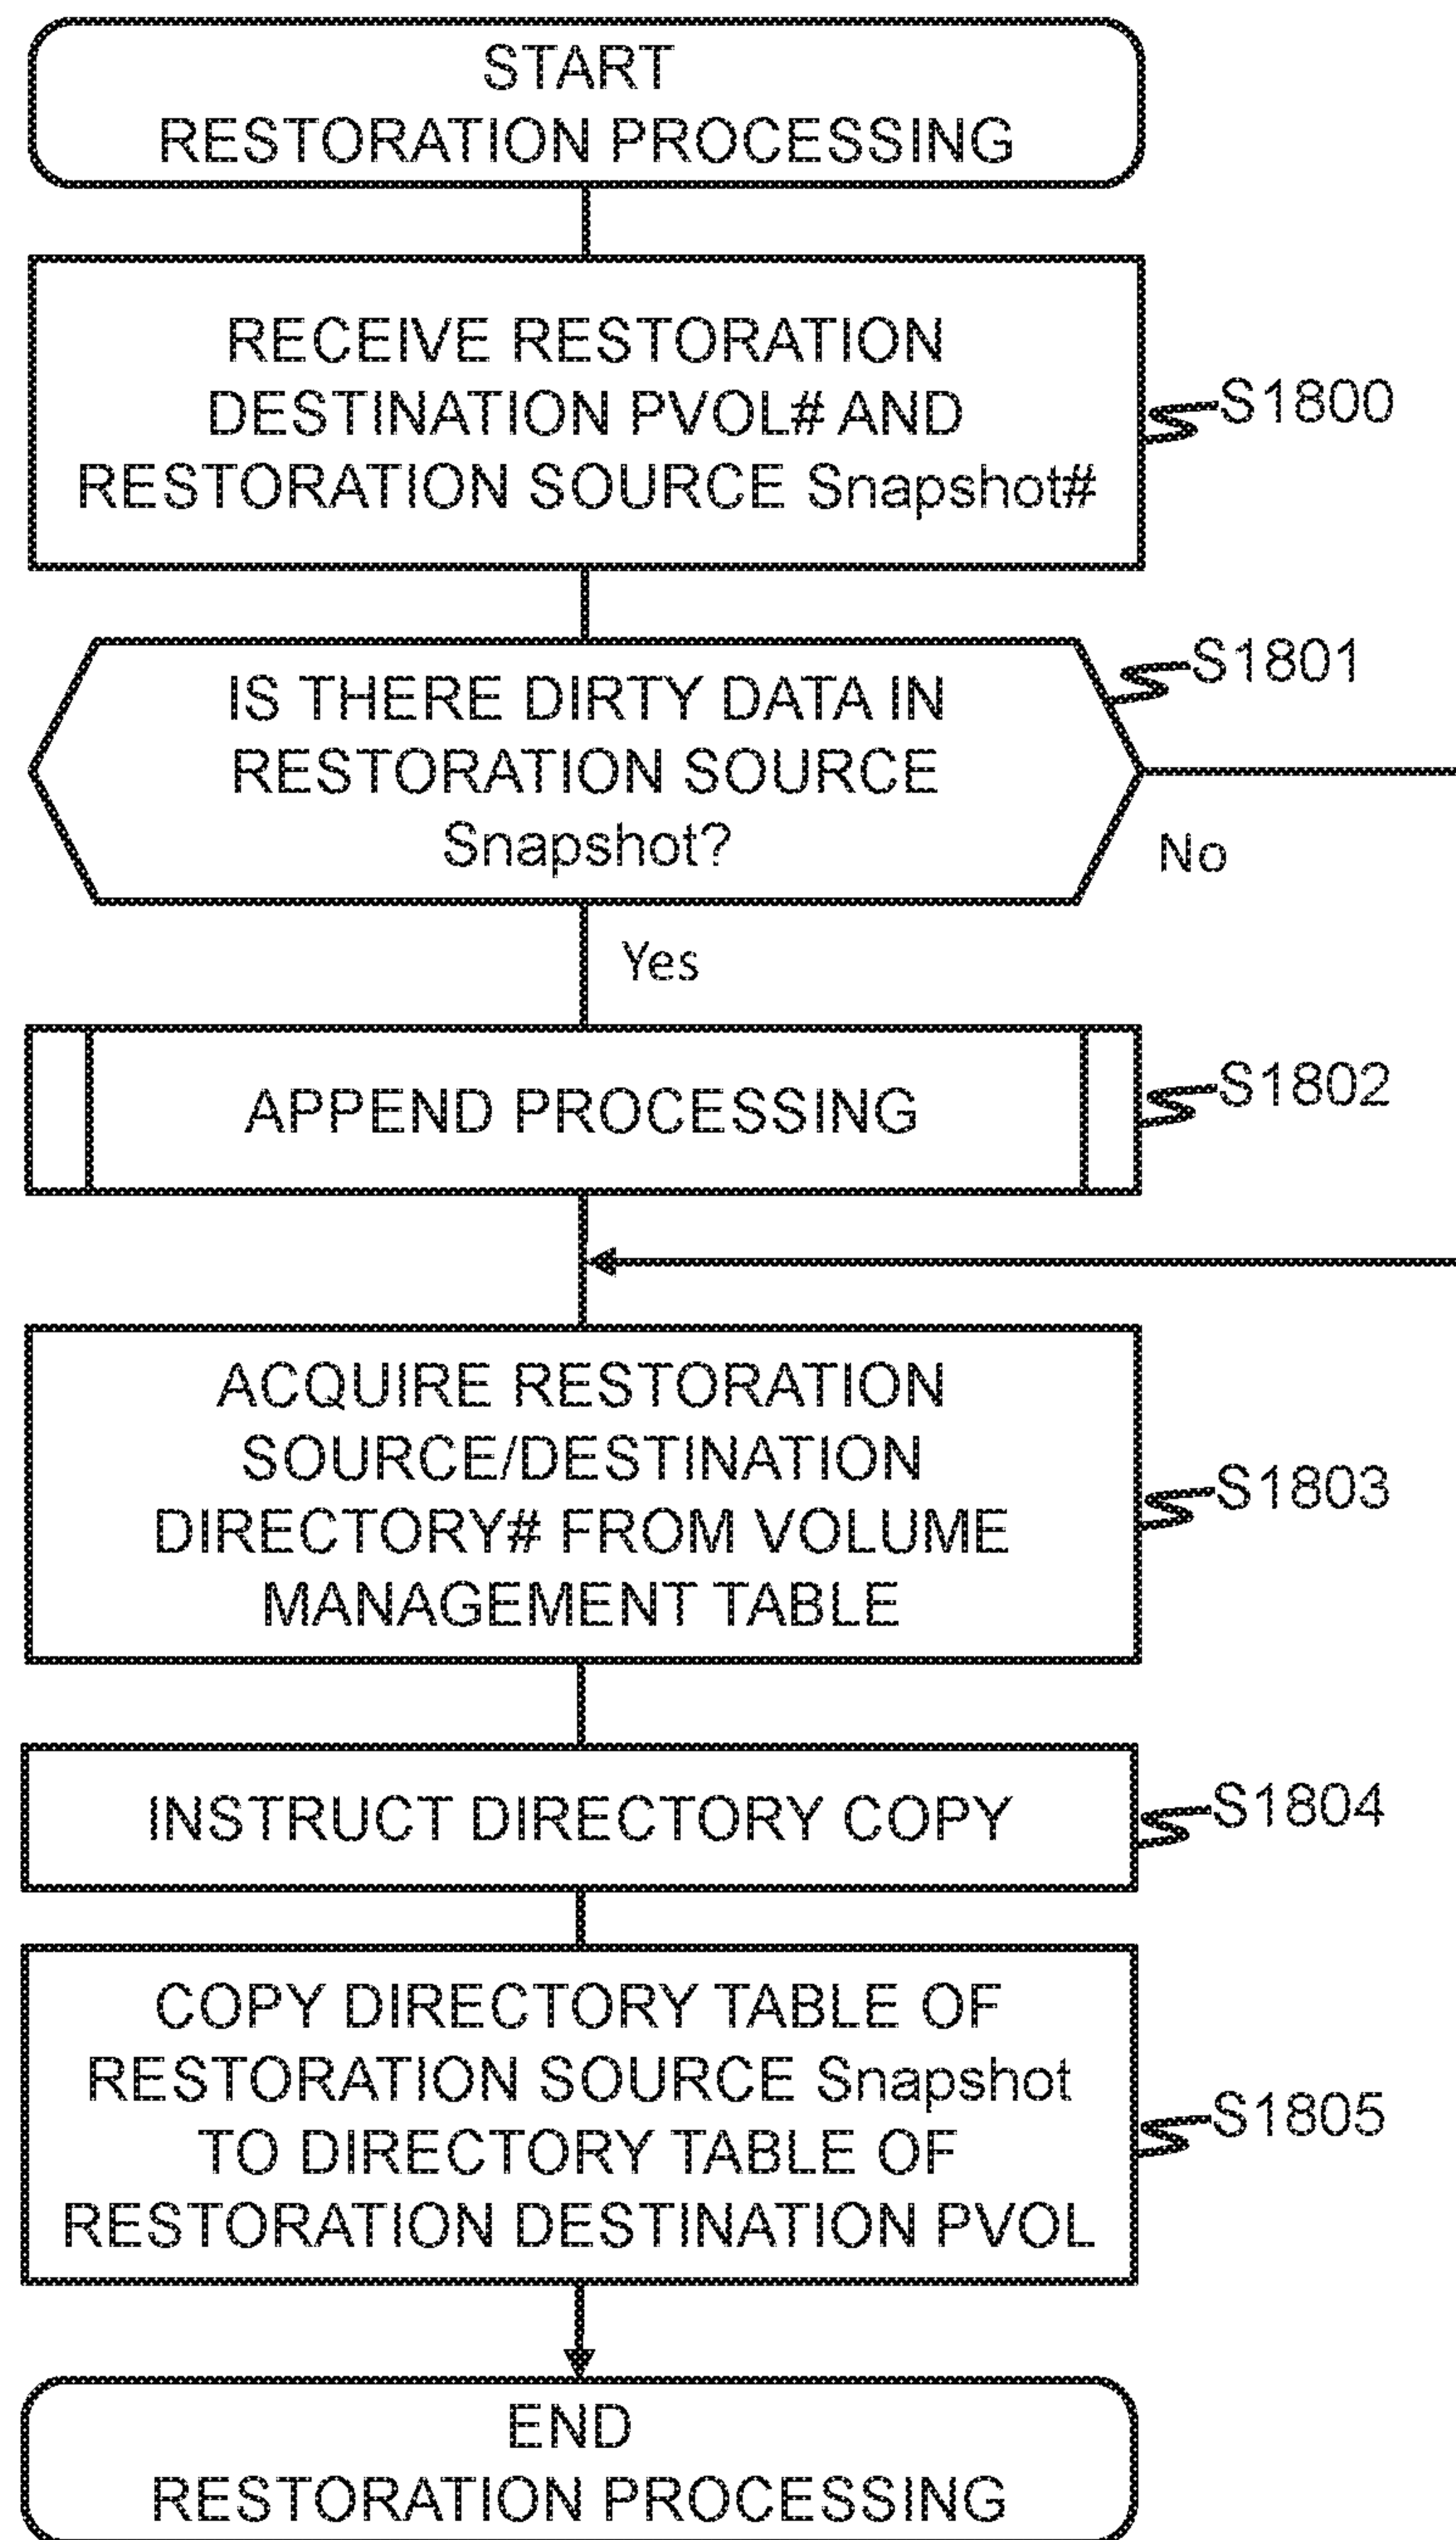 START
RESTORATION PROCESSING
RECEIVE RESTORATION
DESTINATION PVOL# AND
RESTORATION SOURCE Snapshot#
S1800
IS THERE DIRTY DATA IN
RESTORATION SOURCE
Snapshot?
S1801
No
Yes
APPEND PROCESSING
S1802
ACQUIRE RESTORATION
SOURCE/DESTINATION
DIRECTORY# FROM VOLUME
MANAGEMENT TABLE
S1803
INSTRUCT DIRECTORY COPY
S1804
COPY DIRECTORY TABLE OF
RESTORATION SOURCE Snapshot
TO DIRECTORY TABLE OF
RESTORATION DESTINATION PVOL
S1805
END
RESTORATION PROCESSING